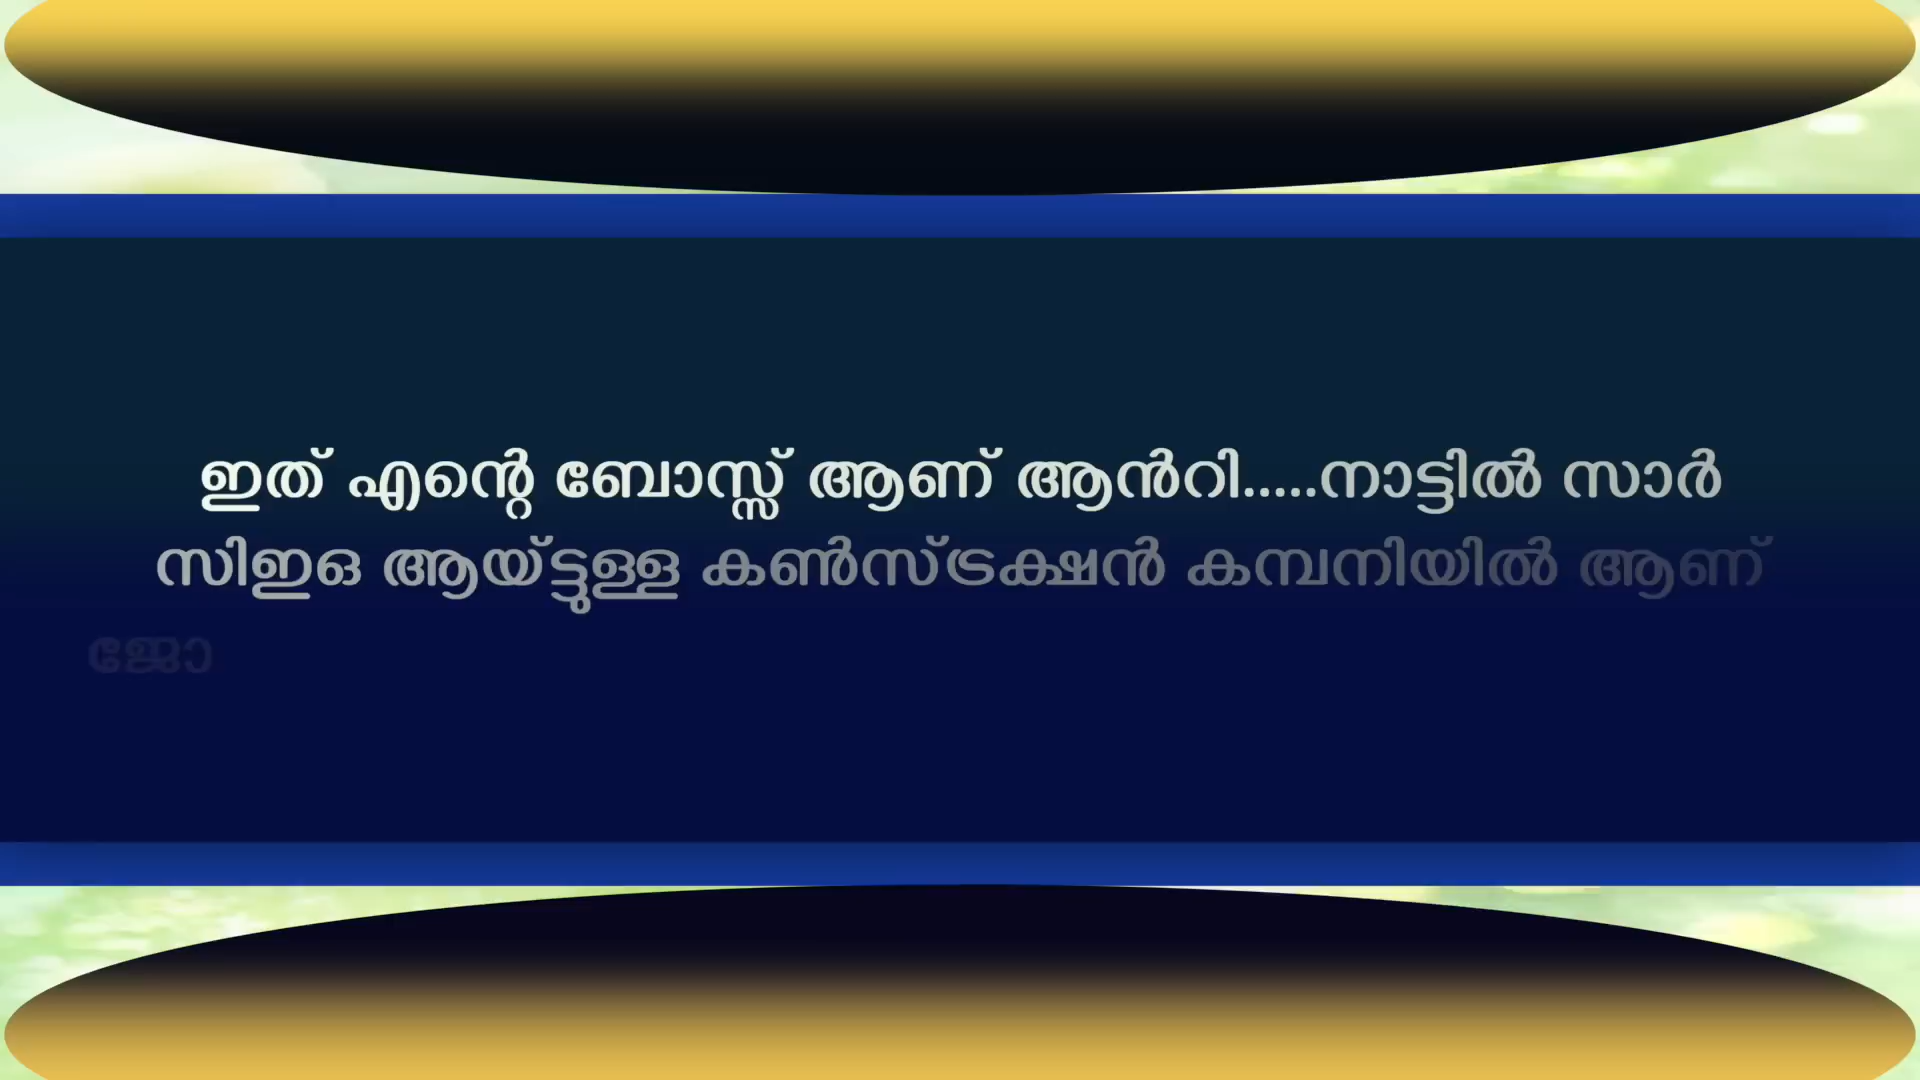 ഇത് എന്റെ ബോസ്സ് ആണ് ആൻറി.....നാട്ടിൽ സാർ
സിഇഒ ആയ്ട്ടുള്ള കൺസ്ട്രക്ഷൻ കമ്പനിയിൽ ആണ്
ജോ